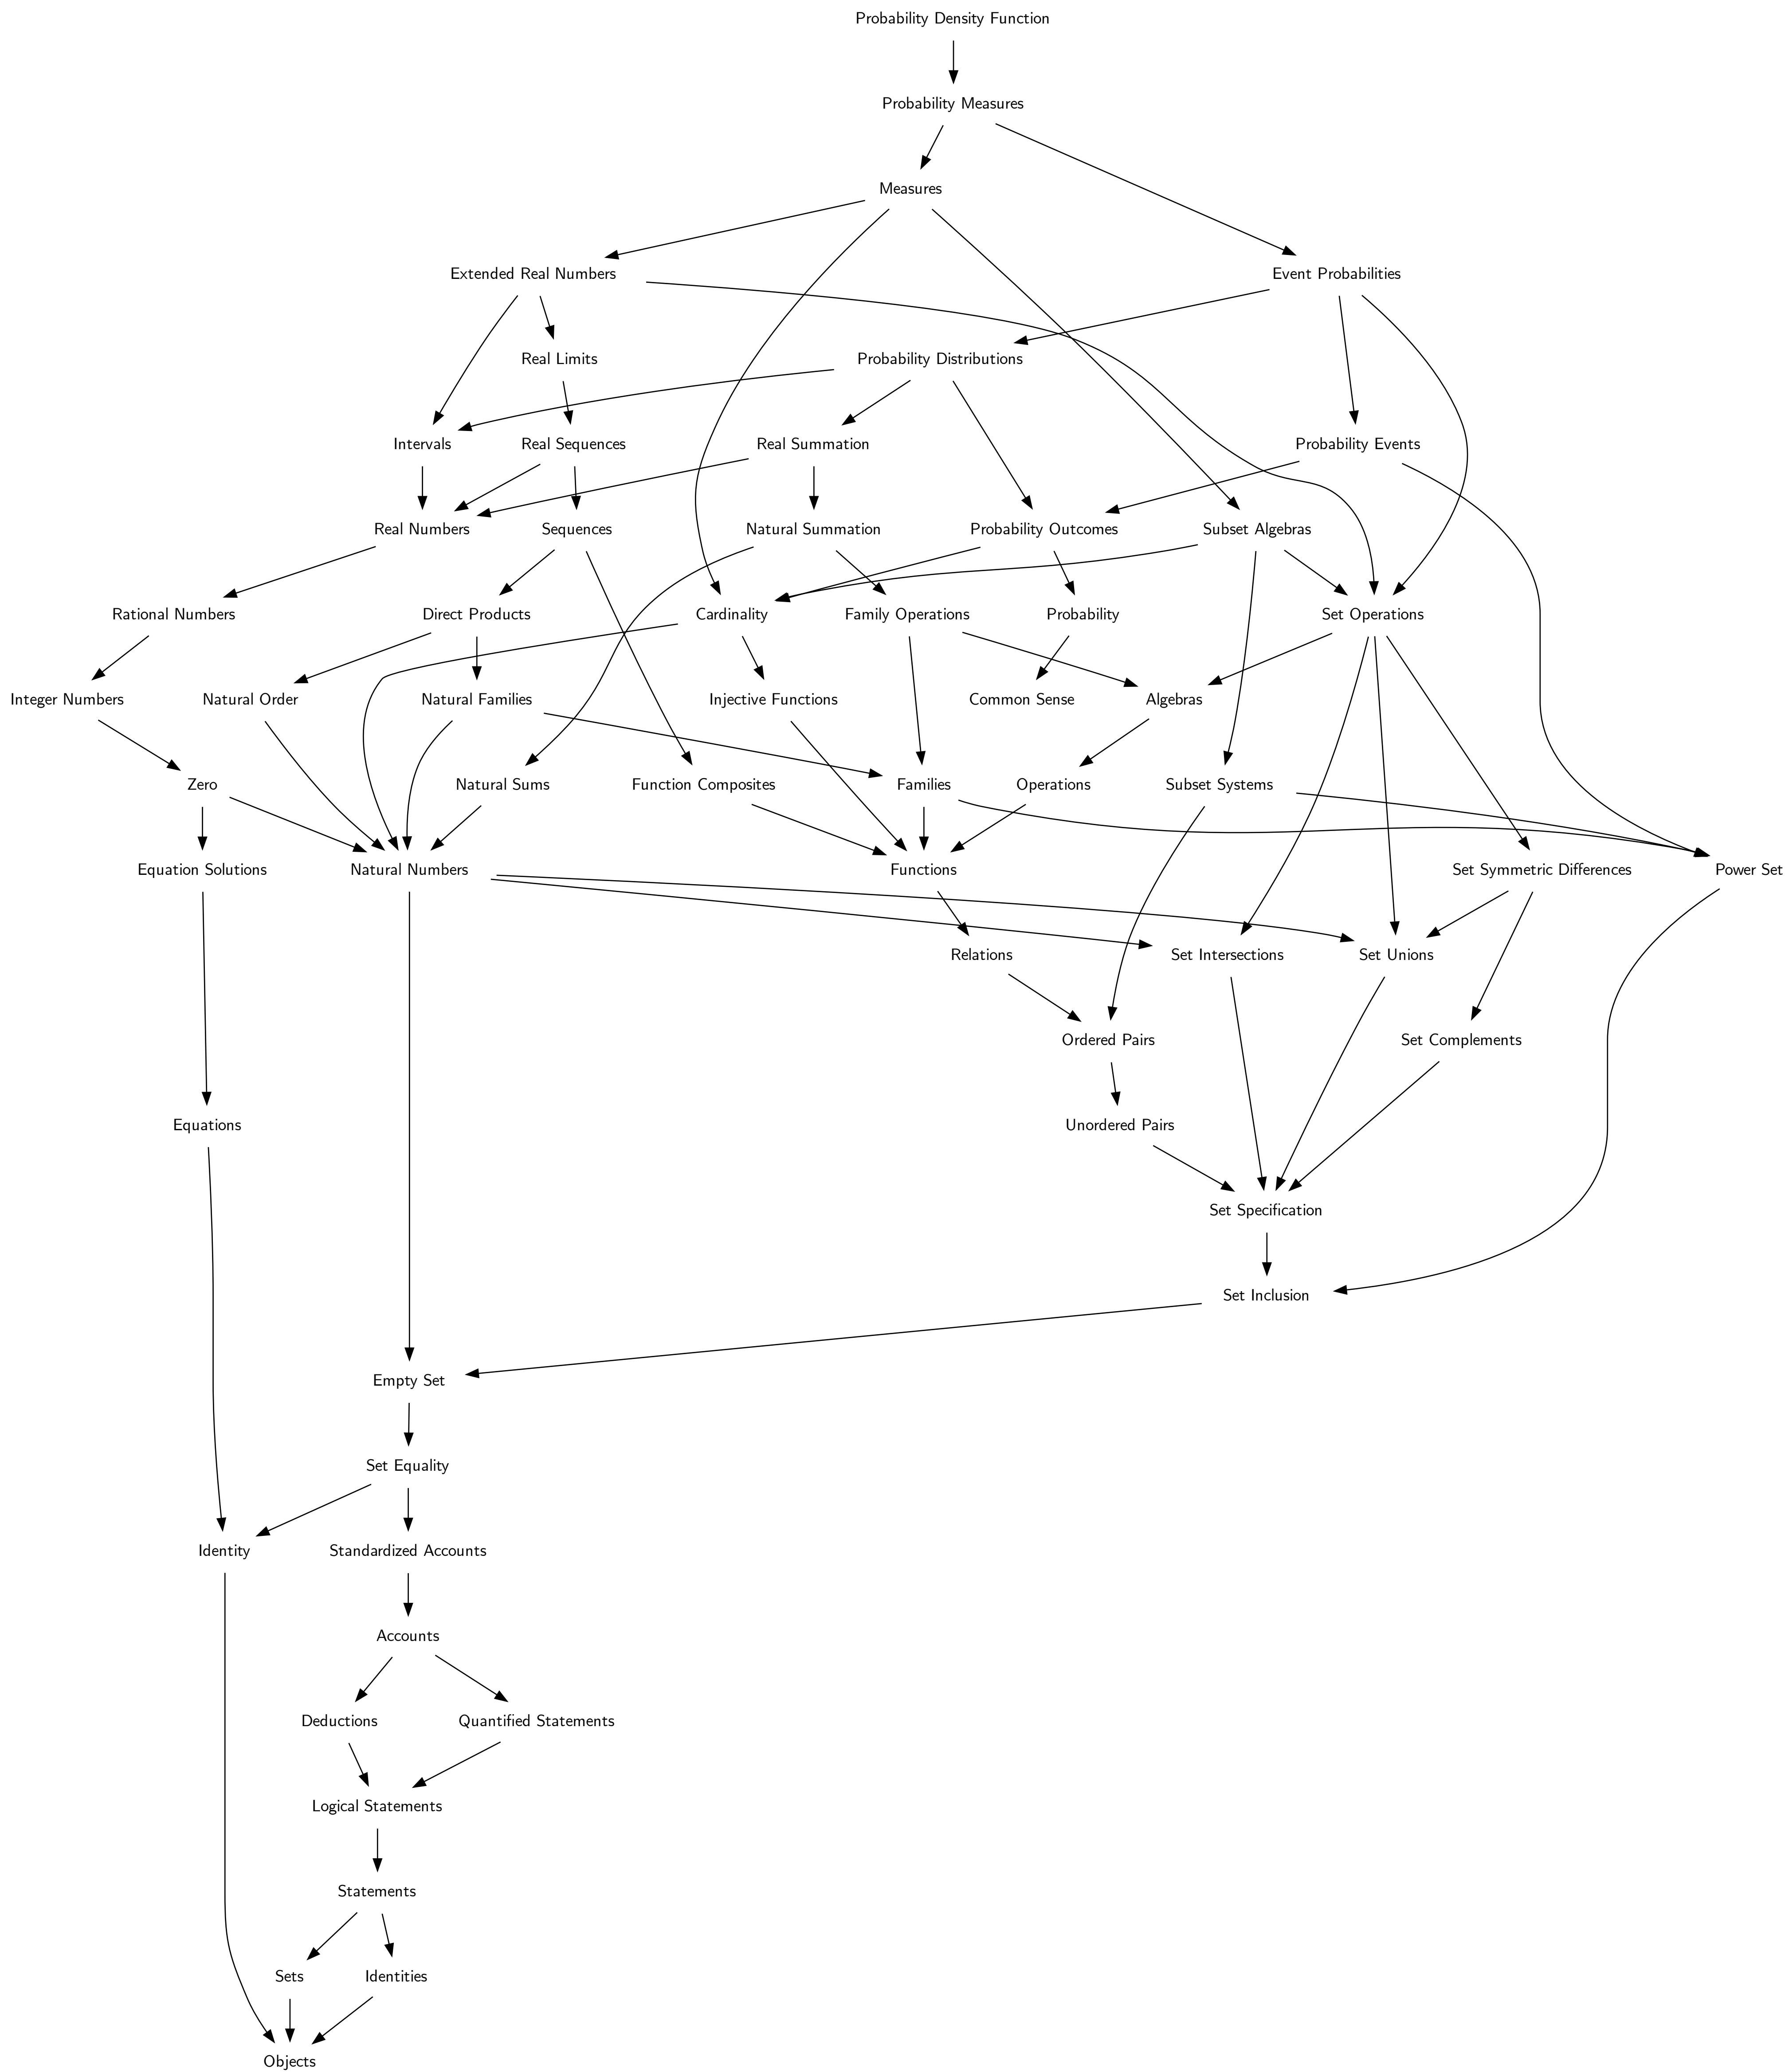 Probability Density Function
Probability Measures
Measures
Extended Real Numbers
Event Probabilities
Real Limits
Probability Distributions
Intervals
Real Sequences
Real Summation
Probability Events
Real Numbers
Sequences
Natural Summation
Probability Outcomes
Subset Algebras
Rational Numbers
Direct Products
Cardinality
Family Operations
Probability
Set Operations
Integer Numbers
Natural Order
Natural Families
Injective Functions
Common Sense
Algebras
Zero
Natural Sums
Function Composites
Families
Operations
Subset Systems
Equation Solutions
Natural Numbers
Functions
Set Symmetric Differences
Power Set
Relations
Set Intersections
Set Unions
Ordered Pairs
Set Complements
Equations
Unordered Pairs
Set Specification
Set Inclusion
Empty Set
Set Equality
Identity
Standardized Accounts
Accounts
Deductions
Quantified Statements
Logical Statements
Statements
Sets
Identities
Objects